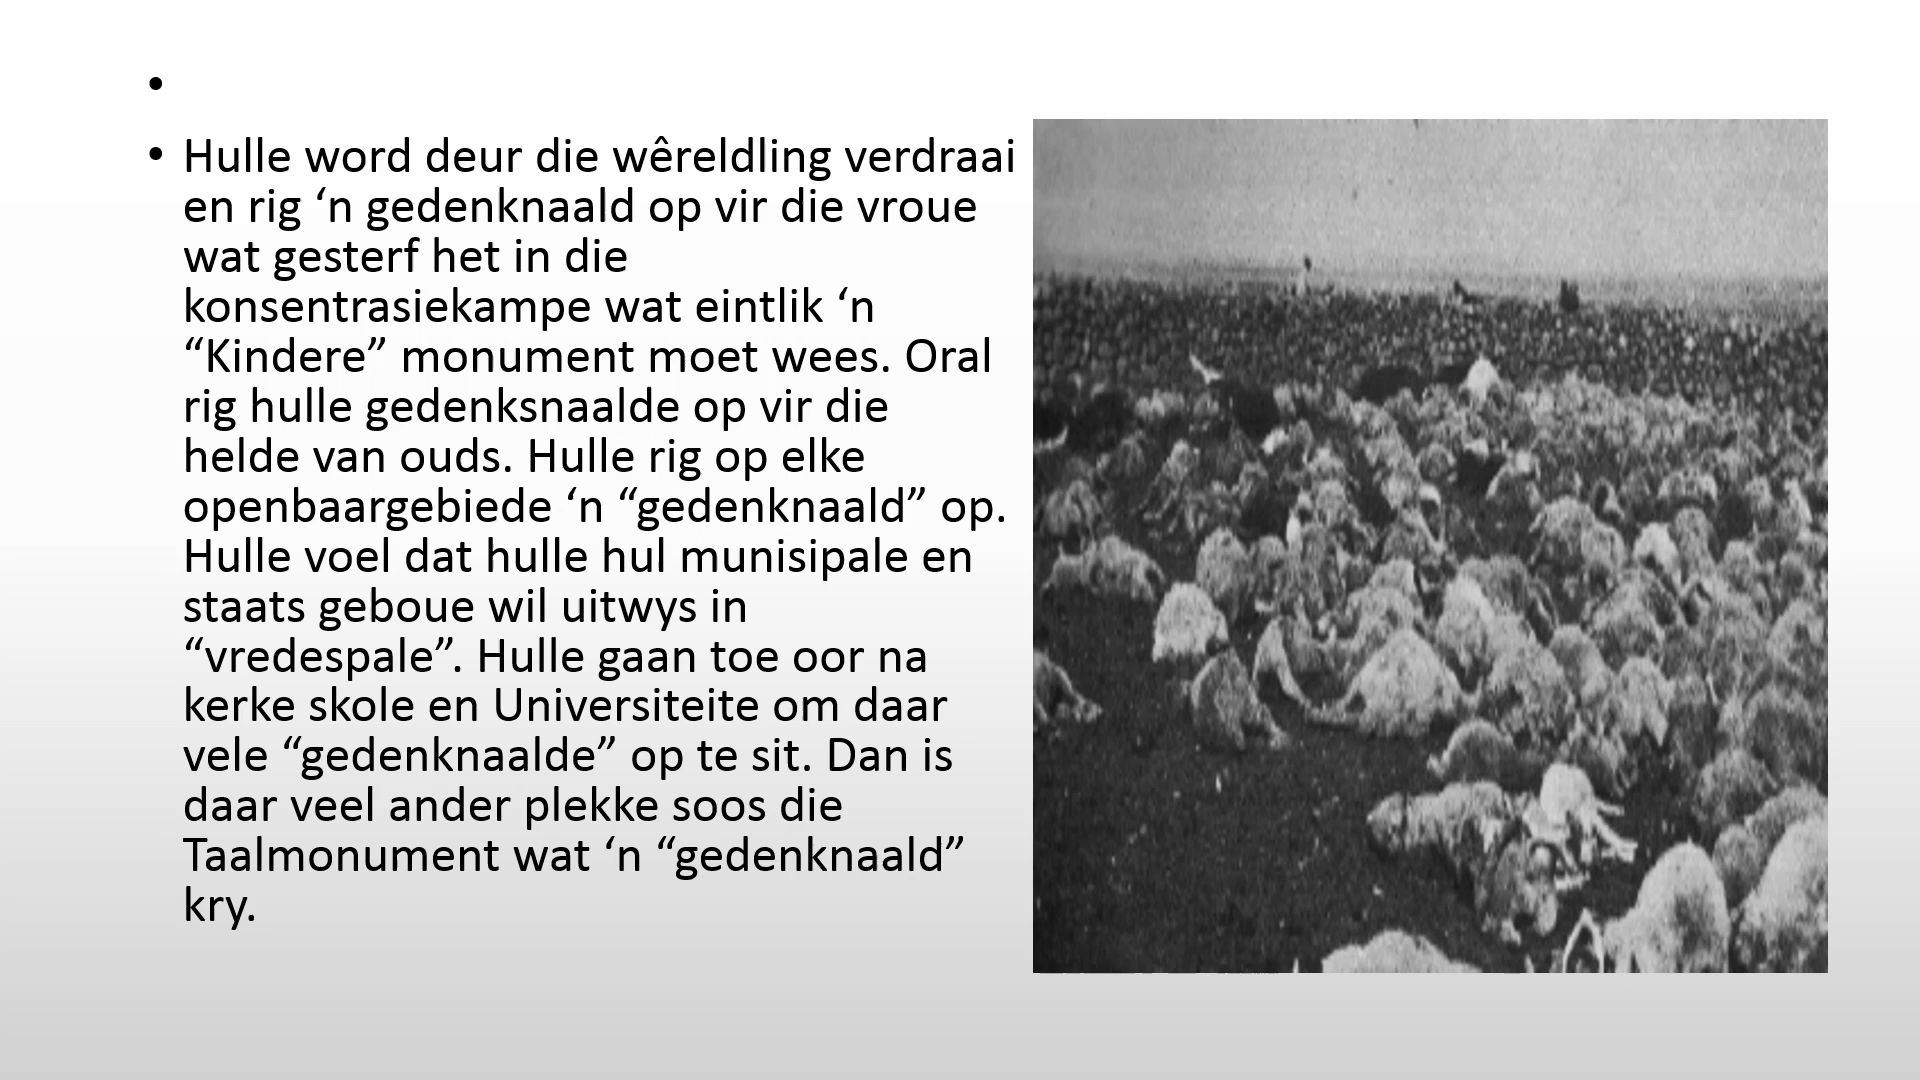 •
• Hulle word deur die wêreldling verdraai
en rig ‘n gedenknaald op vir die vroue
wat gesterf het in die
konsentrasiekampe wat eintlik ‘n
“Kindere” monument moet wees. Oral
rig hulle gedenksnaalde op vir die
helde van ouds. Hulle rig op elke
openbaargebiede ‘n “gedenknaald” op.
Hulle voel dat hulle hul munisipale en
staats geboue wil uitwys in
“vredespale”. Hulle gaan toe oor na
kerke skole en Universiteite om daar
vele “gedenknaalde” op te sit. Dan is
daar veel ander plekke soos die
Taalmonument wat ‘n “gedenknaald”
kry.